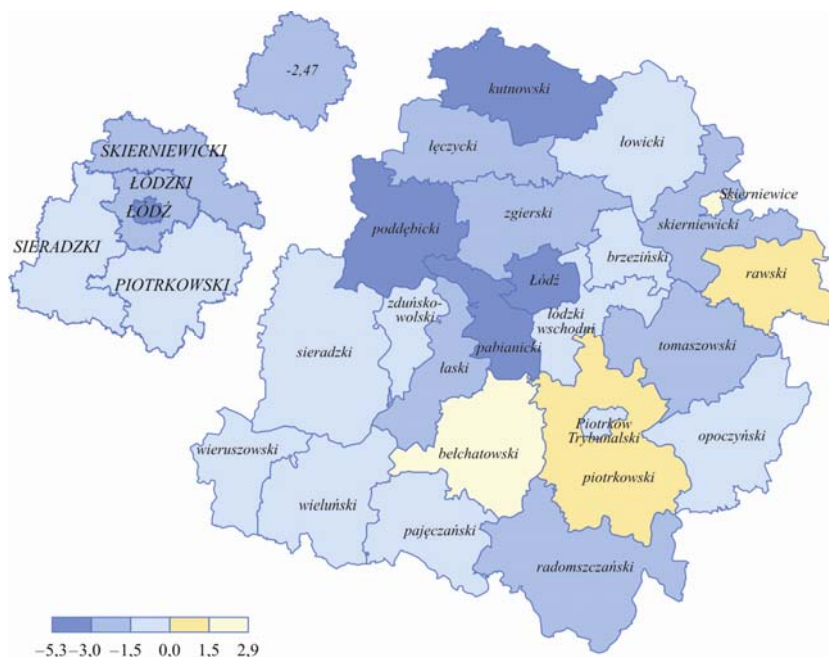 -2,47
kutnowski
łęczycki
łowicki
SKIERNIEWICKI
ŁÓDZKI
ŁÓDŹ
SIERADZKI
PIOTRKOWSKI
Skierniewice
skierniewicki
zgierski
poddębicki
brzeziński
rawski
Łódź
zduńsko-
wolski
łódzki
wschodni
sieradzki
pabianicki
łaski
tomaszowski
Piotrków
Trybunalski
opoczyński
wieruszowski
bełchatowski
piotrkowski
wieluński
pajęczański
radomszczański
–5,3 –3,0 –1,5 0,0 1,5 2,9